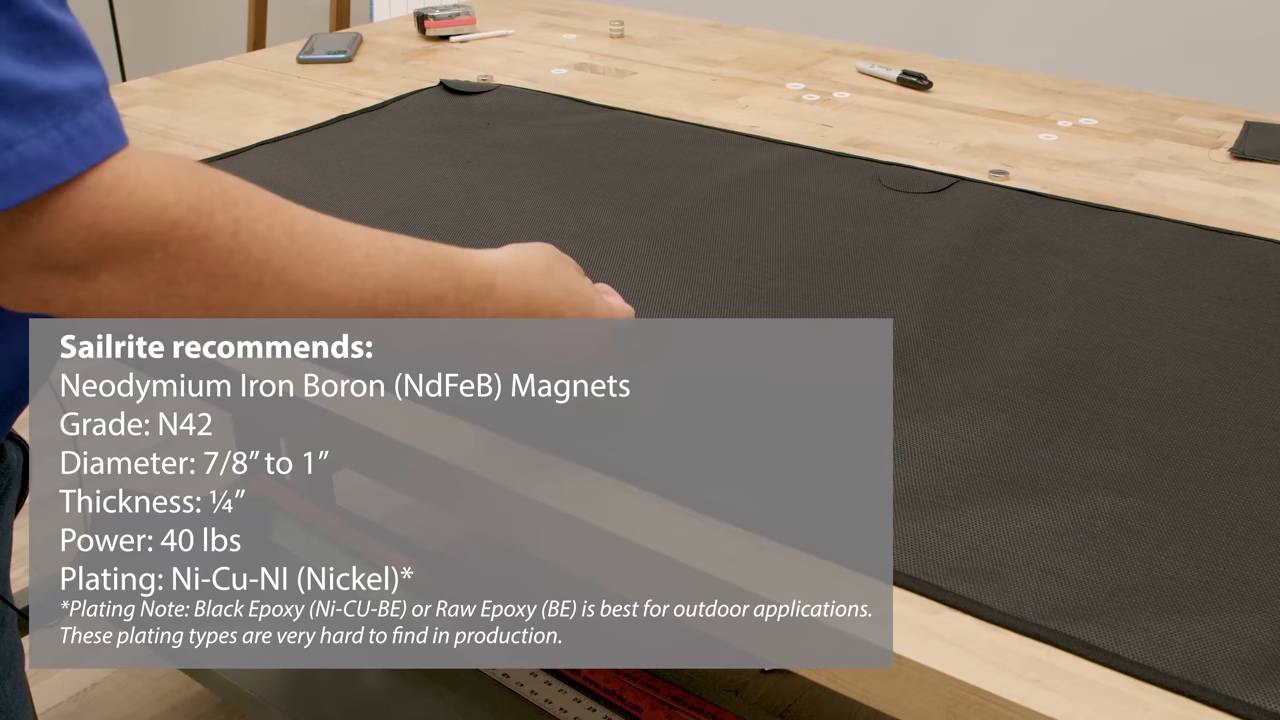 Sailrite recommends:
Neodymium Iron Boron (NdFeB) Magnets
Grade: N42
Diameter: 7/8” to 1”
Thickness: ¼”
Power: 40 lbs
Plating: Ni-Cu-NI (Nickel)*
*Plating Note: Black Epoxy (Ni-CU-BE) or Raw Epoxy (BE) is best for outdoor applications.
These plating types are very hard to find in production.